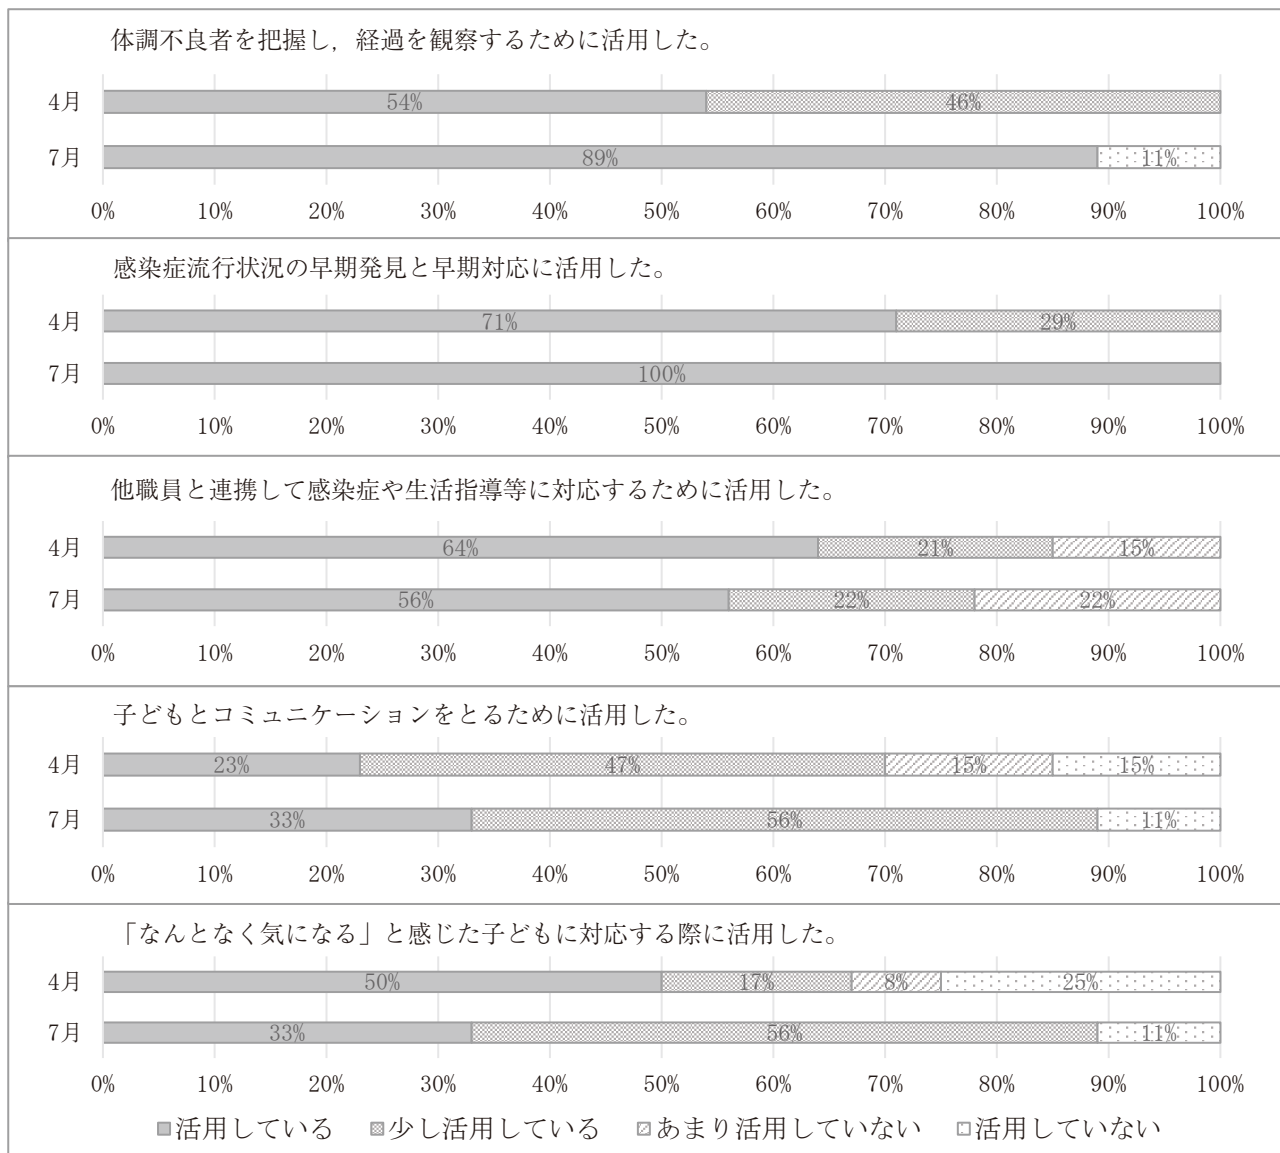 体調不良者を把握し，経過を観察するために活用した。
4月 54% 46%
7月 89% 11%
0% 10% 20% 30% 40% 50% 60% 70% 80% 90% 100%
感染症流行状況の早期発見と早期対応に活用した。
4月 71% 29%
7月 100%
0% 10% 20% 30% 40% 50% 60% 70% 80% 90% 100%
他職員と連携して感染症や生活指導等に対応するために活用した。
4月 64% 21% 15%
7月 56% 22% 22%
0% 10% 20% 30% 40% 50% 60% 70% 80% 90% 100%
子どもとコミュニケーションをとるために活用した。
4月 23% 47% 15% 15%
7月 33% 56% 11%
0% 10% 20% 30% 40% 50% 60% 70% 80% 90% 100%
「なんとなく気になる」と感じた子どもに対応する際に活用した。
4月 50% 17% 8% 25%
7月 33% 56% 11%
0% 10% 20% 30% 40% 50% 60% 70% 80% 90% 100%
活用している 少し活用している あまり活用していない 活用していない